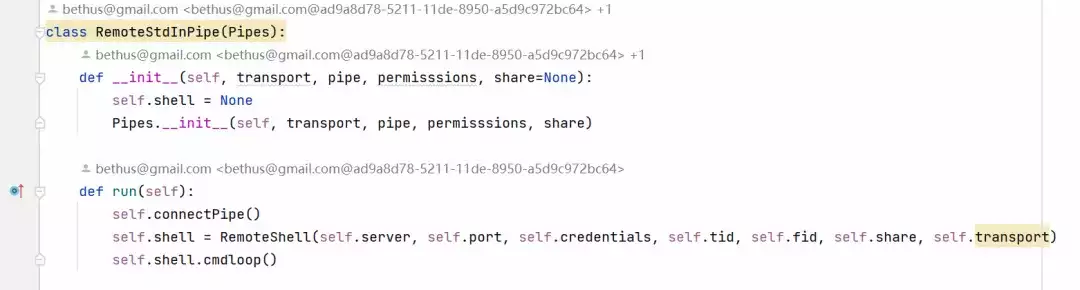 bethus@gmail.com <bethus@gmail.com@ad9a8d78-5211-11de-8950-a5d9c972bc64> +1
class RemoteStdInPipe(Pipes):
bethus@gmail.com <bethus@gmail.com@ad9a8d78-5211-11de-8950-a5d9c972bc64> +1
def __init__(self, transport, pipe, permisssions, share=None):
self.shell = None
Pipes.__init__(self, transport, pipe, permisssions, share)
bethus@gmail.com <bethus@gmail.com@ad9a8d78-5211-11de-8950-a5d9c972bc64>
def run(self):
self.connectPipe()
self.shell = RemoteShell(self.server, self.port, self.credentials, self.tid, self.fid, self.share, self.transport)
self.shell.cmdloop()